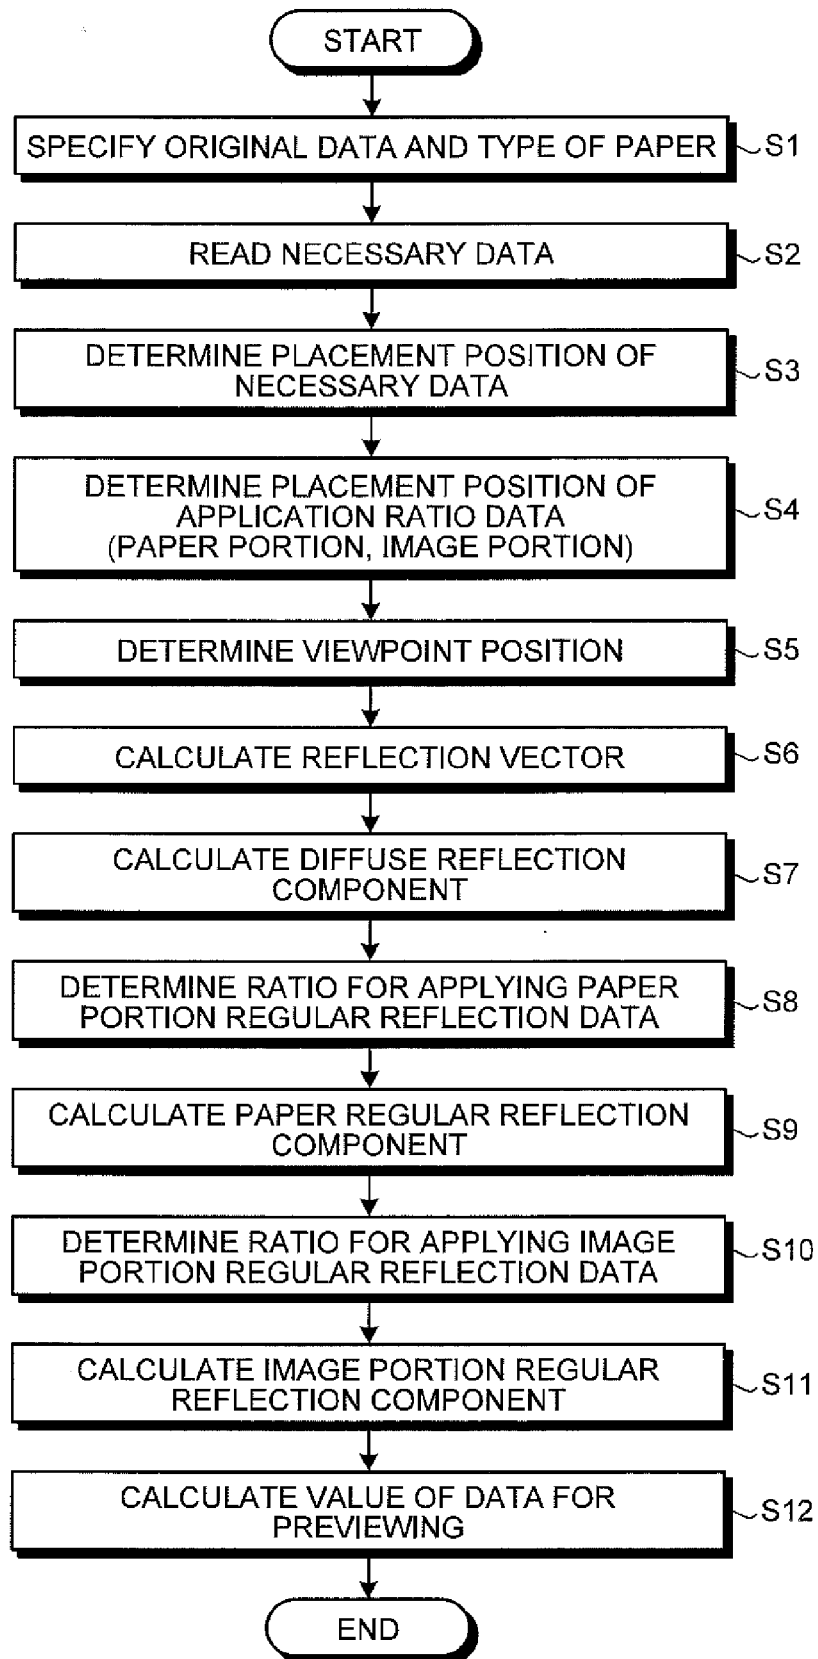 START
SPECIFY ORIGINAL DATA AND TYPE OF PAPER
S1
READ NECESSARY DATA
S2
DETERMINE PLACEMENT POSITION OF
NECESSARY DATA
S3
DETERMINE PLACEMENT POSITION OF
APPLICATION RATIO DATA
(PAPER PORTION, IMAGE PORTION)
S4
DETERMINE VIEWPOINT POSITION
S5
CALCULATE REFLECTION VECTOR
S6
CALCULATE DIFFUSE REFLECTION
COMPONENT
S7
DETERMINE RATIO FOR APPLYING PAPER
PORTION REGULAR REFLECTION DATA
S8
CALCULATE PAPER REGULAR REFLECTION
COMPONENT
S9
DETERMINE RATIO FOR APPLYING IMAGE
PORTION REGULAR REFLECTION DATA
S10
CALCULATE IMAGE PORTION REGULAR
REFLECTION COMPONENT
S11
CALCULATE VALUE OF DATA FOR
PREVIEWING
S12
END